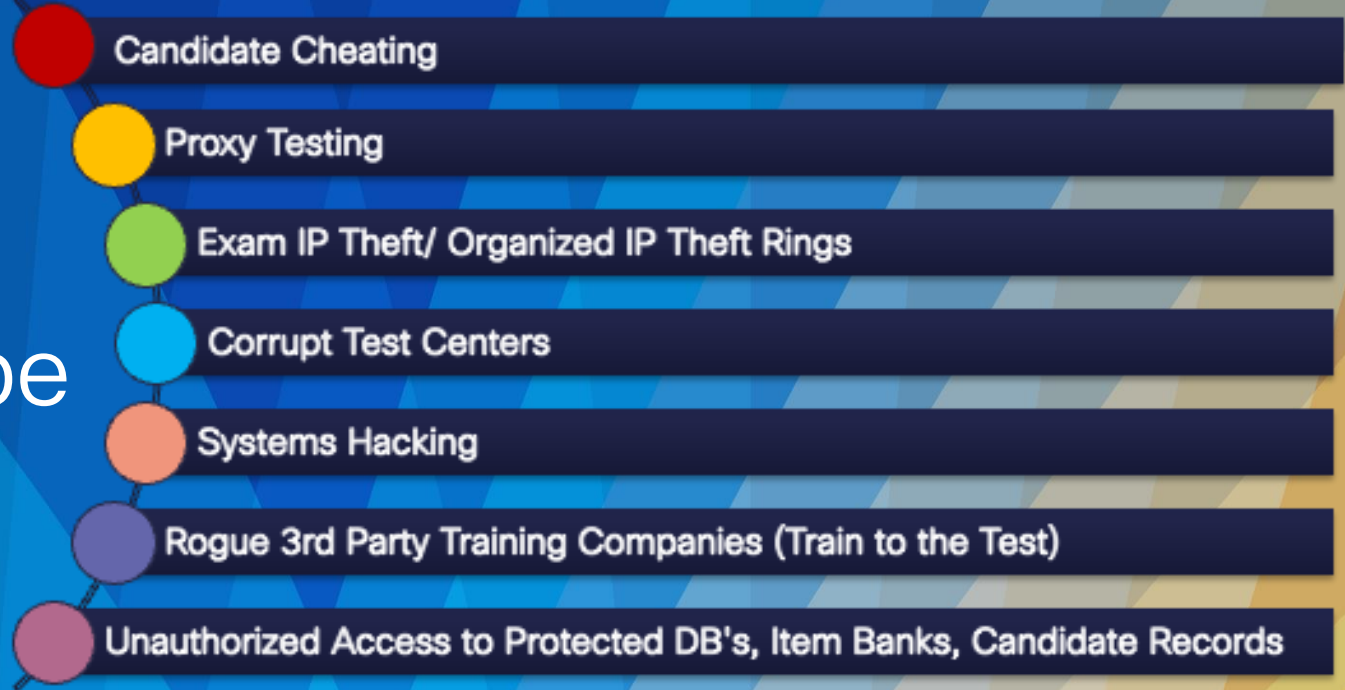 Candidate Cheating
Proxy Testing
Exam IP Theft/ Organized IP Theft Rings
Corrupt Test Centers
Systems Hacking
Rogue 3rd Party Training Companies (Train to the Test)
Unauthorized Access to Protected DB's, Item Banks, Candidate Records